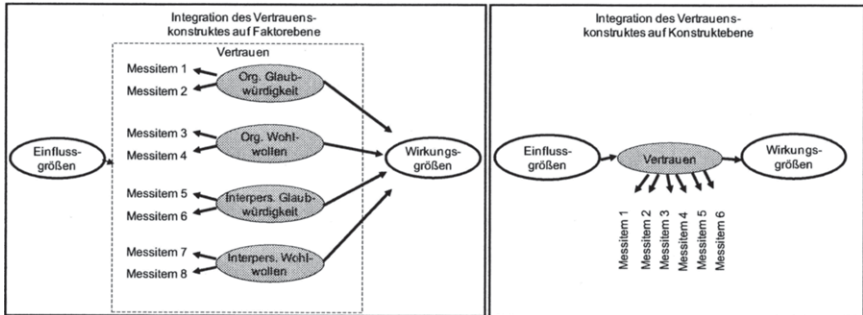 Integration des Vertrauens-
konstruktes auf Faktorebene
Vertrauen
Messitem 1
Messitem 2
Org. Glaub-
würdigkeit
Messitem 3
Messitem 4
Org. Wohl-
wollen
Einfluss-
größen
Wirkungs-
größen
Messitem 5
Messitem 6
Interpers. Glaub-
würdigkeit
Messitem 7
Messitem 8
Interpers. Wohl-
wollen
Integration des Vertrauens-
konstruktes auf Konstruktebene
Einfluss-
größen
Vertrauen
Wirkungs-
größen
Messitem 1
Messitem 2
Messitem 3
Messitem 4
Messitem 5
Messitem 6